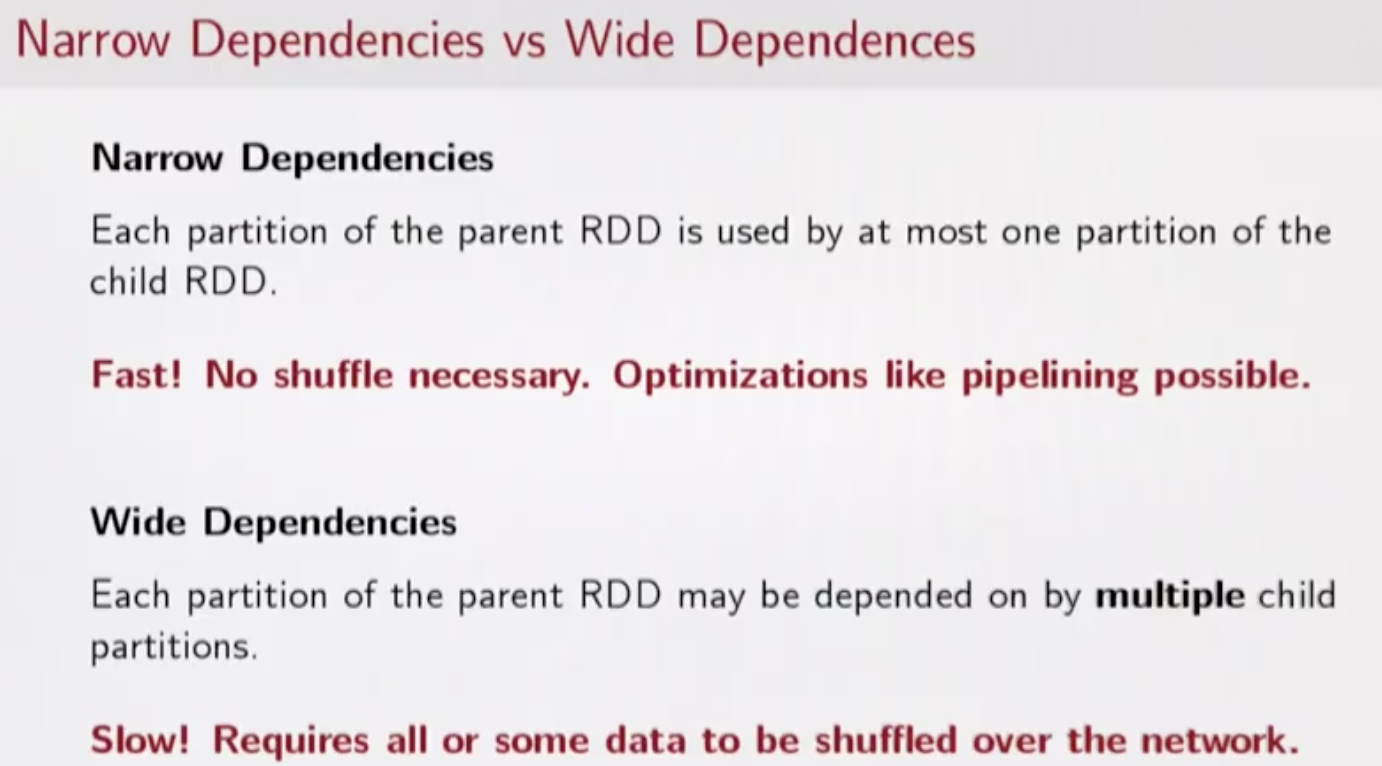 Narrow Dependencies vs Wide Dependences
Narrow Dependencies
Each partition of the parent RDD is used by at most one partition of the
child RDD.
Fast! No shuffle necessary. Optimizations like pipelining possible.
Wide Dependencies
Each partition of the parent RDD may be depended on by multiple child
partitions.
Slow! Requires all or some data to be shuffled over the network.